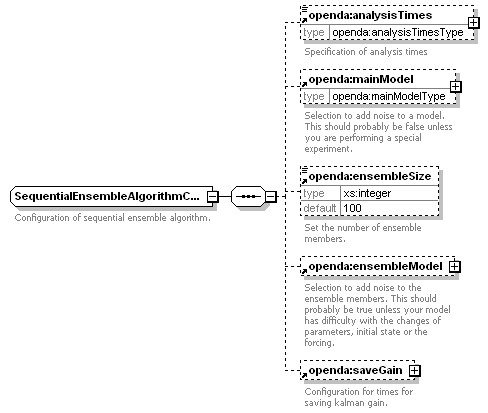 openda:analysisTimes
type openda:analysisTimesType
Specification of analysis times
openda:mainModel
type openda:mainModelType
Selection to add noise to a model.
This should probably be false unless
you are performing a special
experiment.
SequentialEnsembleAlgorithmC...
Configuration of sequential ensemble algorithm.
openda:ensembleSize
type xs:integer
default 100
Set the number of ensemble
members.
openda:ensembleModel
Selection to add noise to the
ensemble members. This should
probably be true unless your model
has difficulty with the changes of
parameters, initial state or the
forcing.
openda:saveGain
Configuration for times for
saving kalman gain.